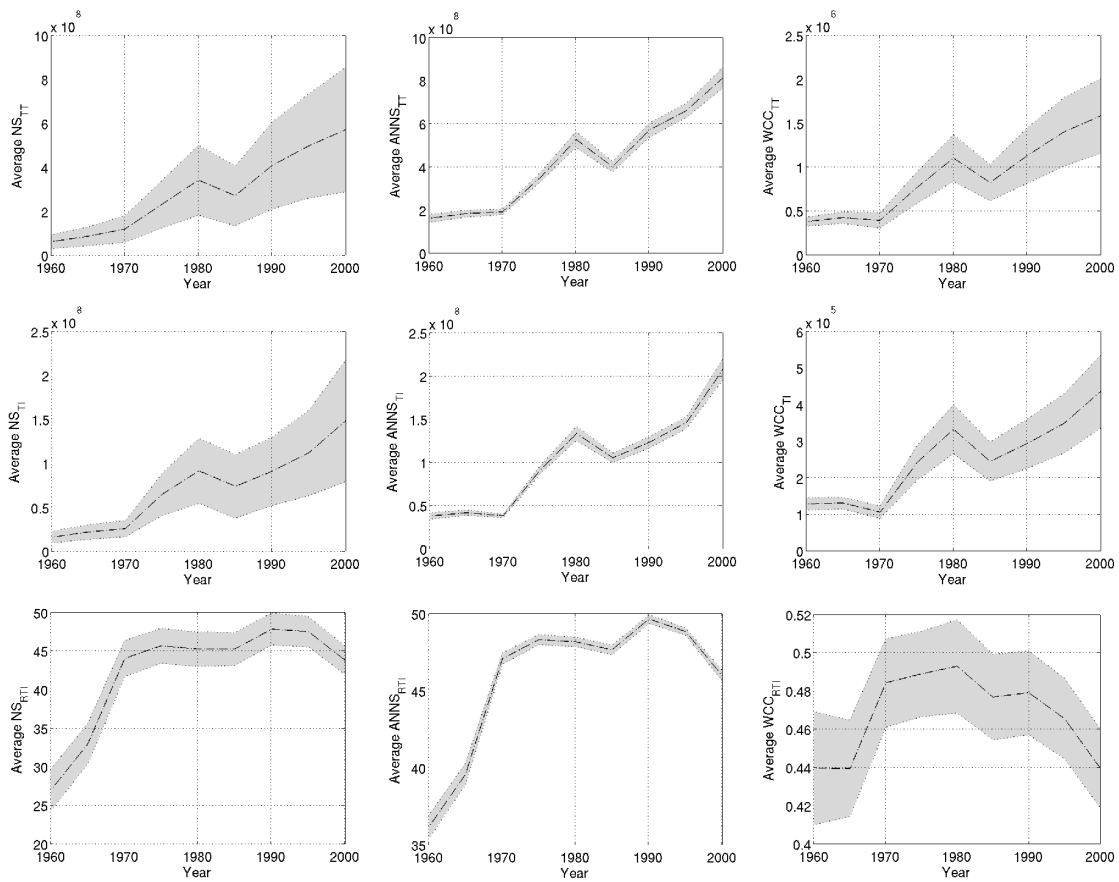 x 10^8
10
8
6
4
2
0
1960 1970 1980 1990 2000
Year
Average NS_TT
x 10^8
10
8
6
4
2
0
1960 1970 1980 1990 2000
Year
Average ANNS_TT
x 10^6
2.5
2
1.5
1
0.5
0
1960 1970 1980 1990 2000
Year
Average WCC_TT
x 10^8
2.5
2
1.5
1
0.5
0
1960 1970 1980 1990 2000
Year
Average NS_TI
x 10^8
2.5
2
1.5
1
0.5
0
1960 1970 1980 1990 2000
Year
Average ANNS_TI
x 10^5
6
5
4
3
2
1
0
1960 1970 1980 1990 2000
Year
Average WCC_TI
50
45
40
35
30
25
20
1960 1970 1980 1990 2000
Year
Average NS_RTI
50
45
40
35
1960 1970 1980 1990 2000
Year
Average ANNS_RTI
0.52
0.5
0.48
0.46
0.44
0.42
0.4
1960 1970 1980 1990 2000
Year
Average WCC_RTI